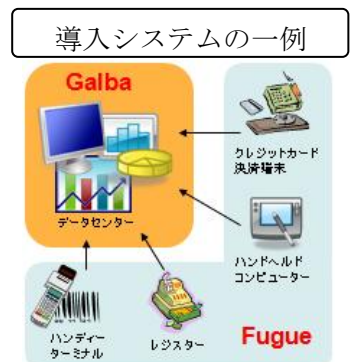 導入システムの一例
Galba
データセンター
クレジットカード
決済端末
ハンドヘルド
コンピューター
ハンディー
ターミナル
レジスター
Fugue